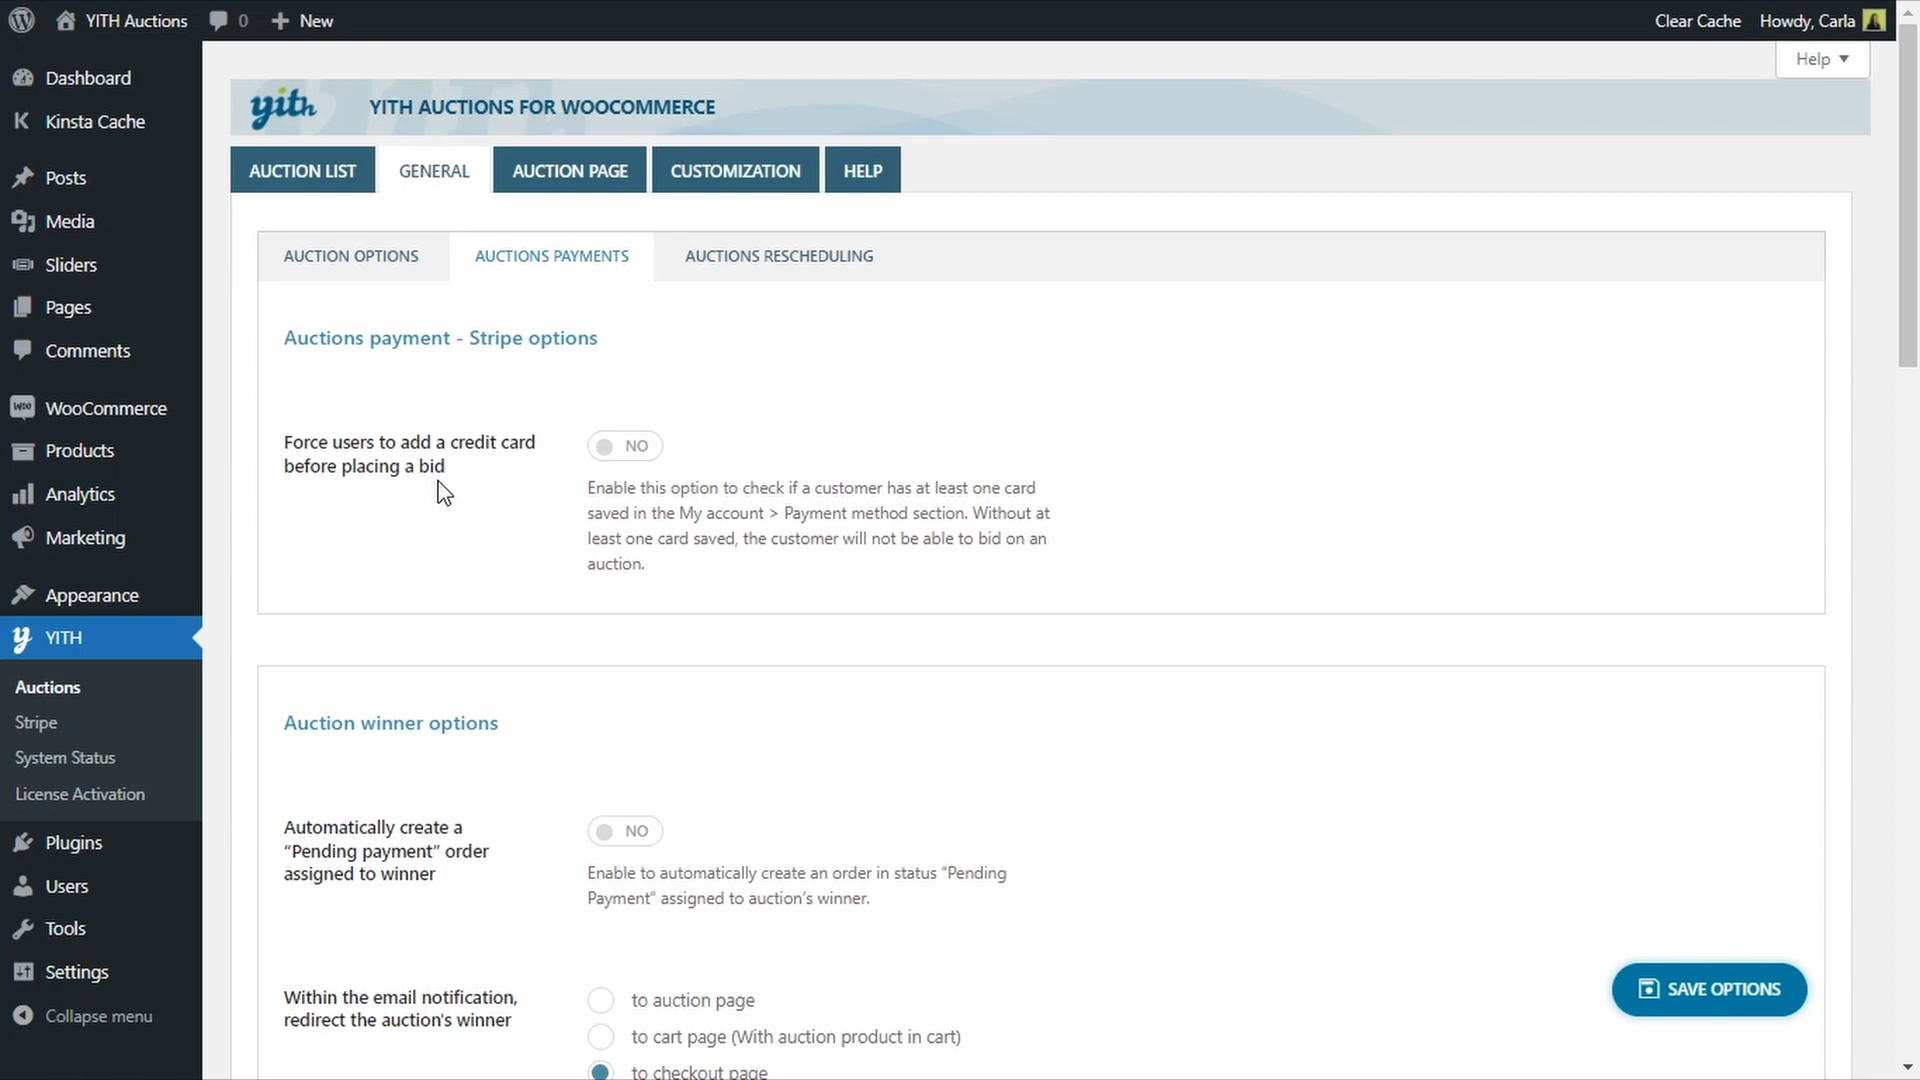 YITH Auctions
0
New
Clear Cache
Howdy, Carla
Help
Dashboard
Kinsta Cache
Posts
Media
Sliders
Pages
Comments
WooCommerce
Products
Analytics
Marketing
Appearance
YITH
Auctions
Stripe
System Status
License Activation
Plugins
Users
Tools
Settings
Collapse menu
yith
YITH AUCTIONS FOR WOOCOMMERCE
AUCTION LIST
GENERAL
AUCTION PAGE
CUSTOMIZATION
HELP
AUCTION OPTIONS
AUCTIONS PAYMENTS
AUCTIONS RESCHEDULING
Auctions payment - Stripe options
Force users to add a credit card
before placing a bid
NO
Enable this option to check if a customer has at least one card
saved in the My account > Payment method section. Without at
least one card saved, the customer will not be able to bid on an
auction.
Auction winner options
Automatically create a
“Pending payment” order
assigned to winner
NO
Enable to automatically create an order in status “Pending
Payment“ assigned to auction’s winner.
Within the email notification,
redirect the auction's winner
to auction page
to cart page (With auction product in cart)
to checkout page
SAVE OPTIONS